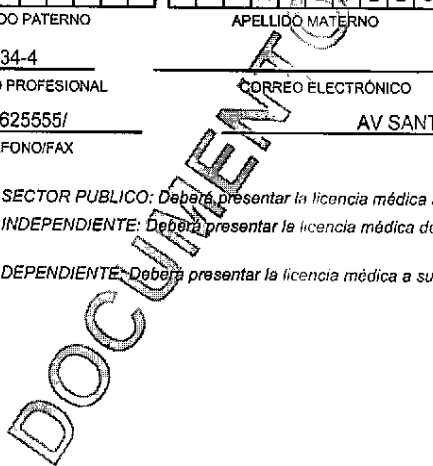 DO PATERNO APELLIDO MATERNO
34-4
O PROFESIONAL CORREO ELECTRÓNICO
625555/ AV SANT
FONO/FAX
SECTOR PUBLICO: Deberá presentar la licencia médica a
INDEPENDIENTE: Deberá presentar la licencia médica de
DEPENDIENTE: Deberá presentar la licencia médica a su
DOCUMENTO